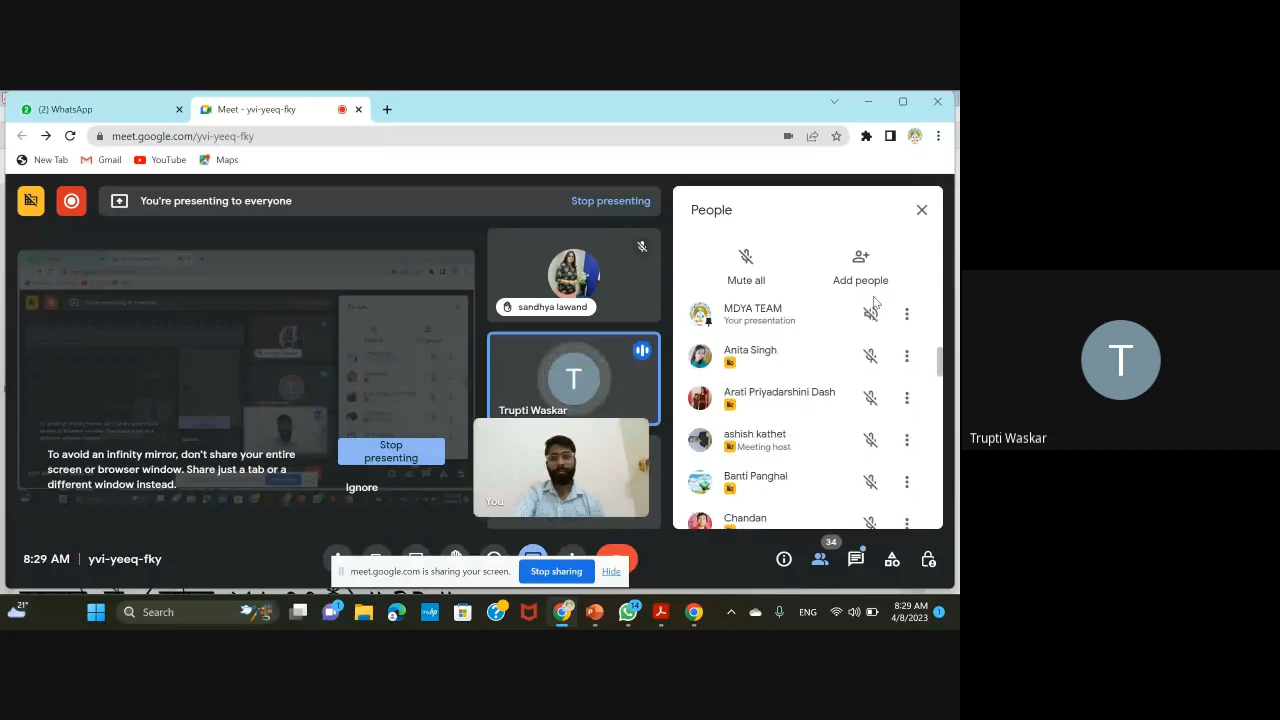 (2) WhatsApp
Meet - yvi-yeeq-fky
meet.google.com/yvi-yeeq-fky
New Tab
Gmail
YouTube
Maps
You're presenting to everyone
Stop presenting
People
Mute all
Add people
MDYA TEAM
Your presentation
Anita Singh
Arati Priyadarshini Dash
ashish kathet
Meeting host
Banti Panghal
Chandan
sandhya lawand
T
Trupti Waskar
You
To avoid an infinity mirror, don't share your entire
screen or browser window. Share just a tab or a
different window instead.
Stop
presenting
Ignore
8:29 AM
yvi-yeeq-fky
34
meet.google.com is sharing your screen.
Stop sharing
Hide
21°
Search
1
14
ENG
8:29 AM
4/8/2023
1
T
Trupti Waskar